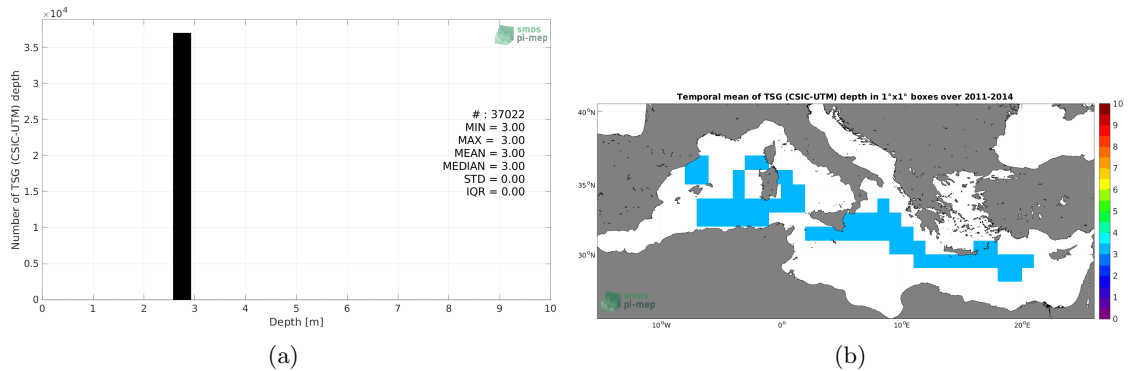 ×10⁴
smos
pi-mep
3.5
3
2.5
2
1.5
1
0.5
0
Number of TSG (CSIC-UTM) depth
# : 37022
MIN = 3.00
MAX = 3.00
MEAN = 3.00
MEDIAN = 3.00
STD = 0.00
IQR = 0.00
0 1 2 3 4 5 6 7 8 9 10
Depth [m]
(a)
Temporal mean of TSG (CSIC-UTM) depth in 1°x1° boxes over 2011-2014
40°N
35°N
30°N
10°W 0° 10°E 20°E
smos
pi-mep
10
9
8
7
6
5
4
3
2
1
0
(b)